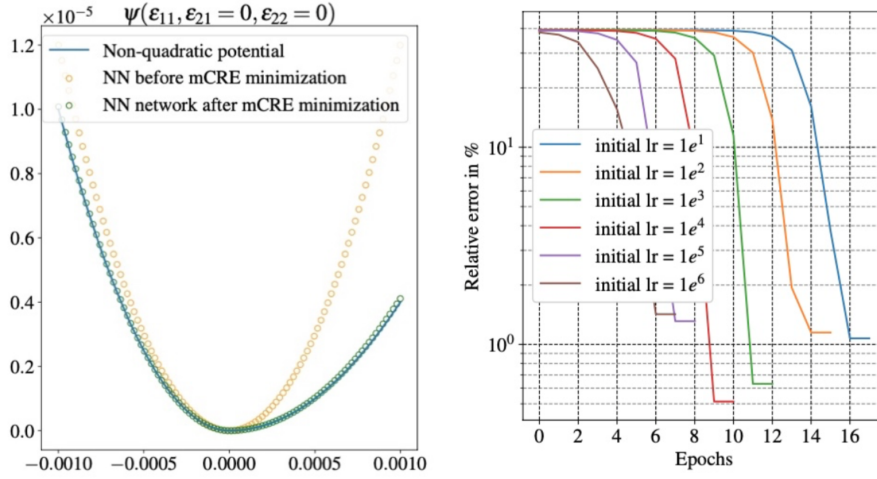 ψ(ε₁₁, ε₂₁ = 0, ε₂₂ = 0)
×10⁻⁵
1.2
1.0
0.8
0.6
0.4
0.2
0.0
Non-quadratic potential
NN before mCRE minimization
NN network after mCRE minimization
−0.0010
−0.0005
0.0000
0.0005
0.0010
Relative error in %
10¹
10⁰
initial lr = 1e¹
initial lr = 1e²
initial lr = 1e³
initial lr = 1e⁴
initial lr = 1e⁵
initial lr = 1e⁶
0 2 4 6 8 10 12 14 16
Epochs